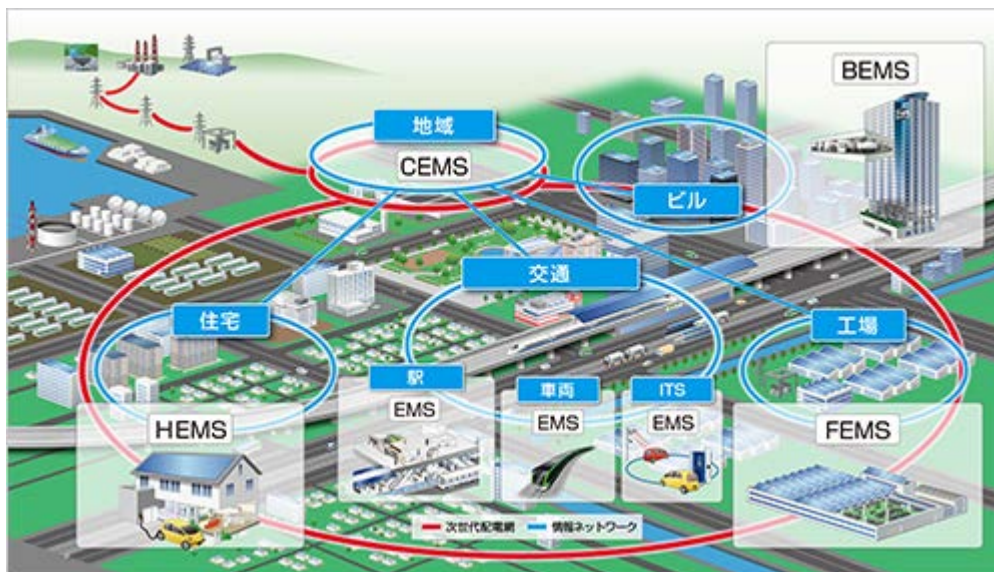 BEMS
地域
CEMS
ビル
交通
住宅
工場
駅
車両
ITS
EMS
EMS
EMS
HEMS
FEMS
次世代配電網
情報ネットワーク